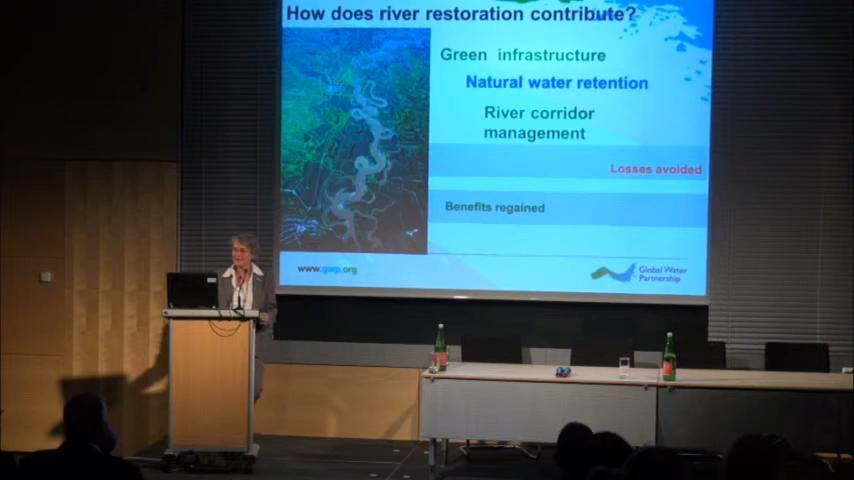 How does river restoration contribute?
Green infrastructure
Natural water retention
River corridor
management
Losses avoided
Benefits regained
www.gwp.org
Global Water
Partnership